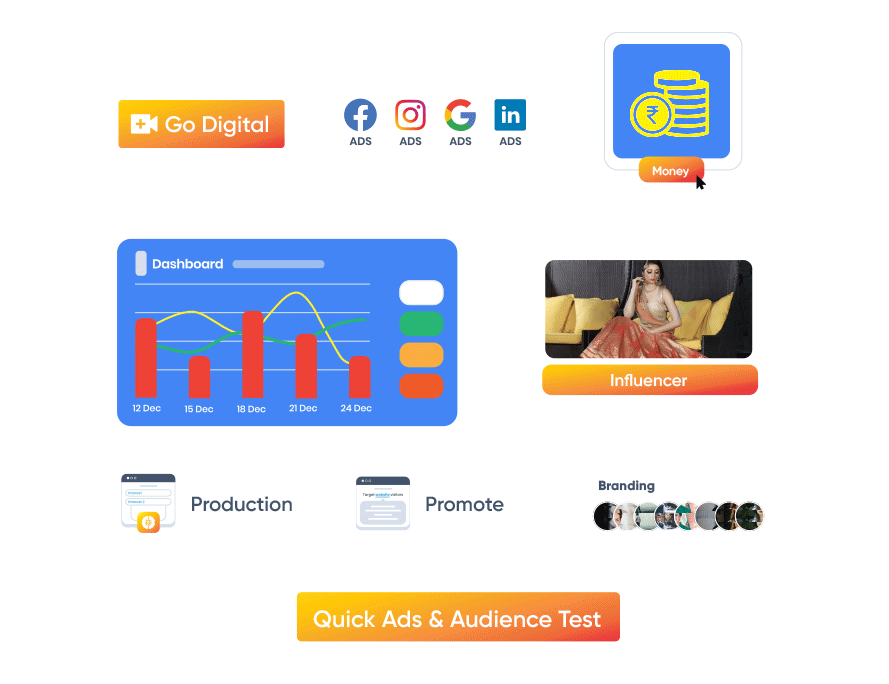 Go Digital
ADS ADS ADS ADS
₹
Money
Dashboard
12 Dec 15 Dec 18 Dec 21 Dec 24 Dec
Influencer
Production
Target website visitors
Promote
Branding
Quick Ads & Audience Test